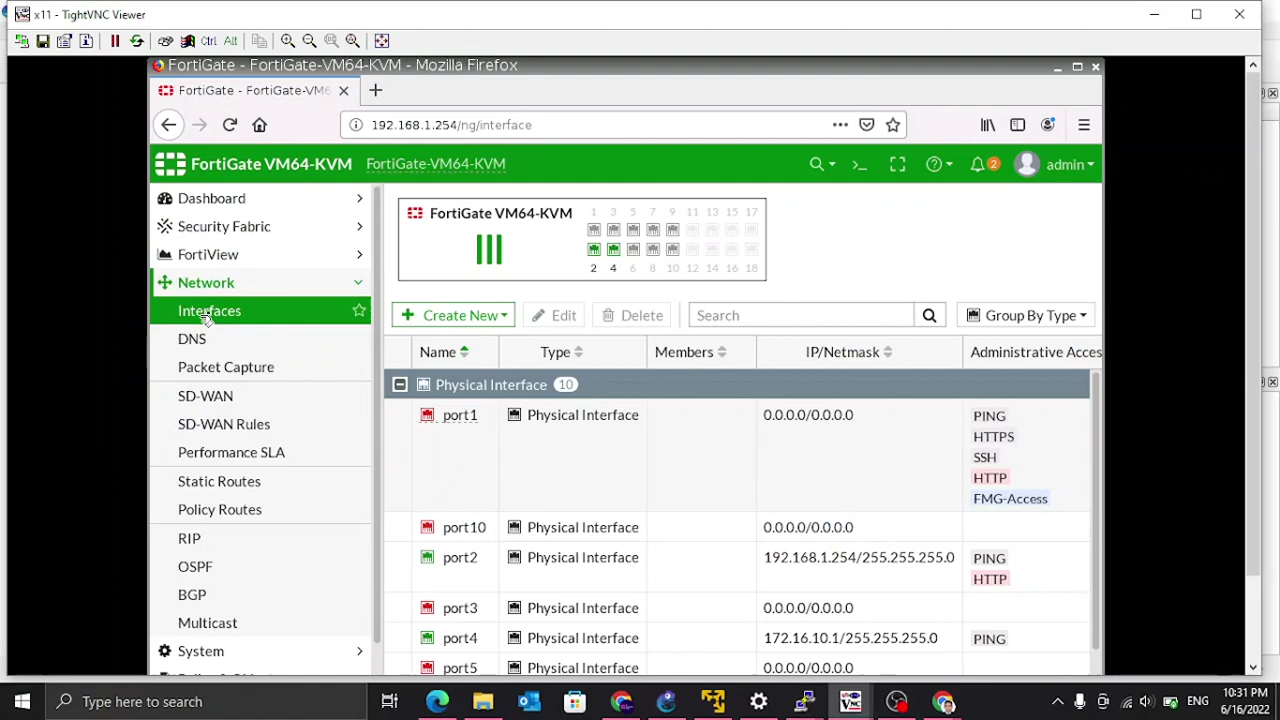 x11 - TightVNC Viewer
Ctrl Alt
FortiGate - FortiGate-VM64-KVM - Mozilla Firefox
FortiGate - FortiGate-VM6
192.168.1.254/ng/interface
FortiGate VM64-KVM
FortiGate-VM64-KVM
2
admin
Dashboard
Security Fabric
FortiView
Network
Interfaces
DNS
Packet Capture
SD-WAN
SD-WAN Rules
Performance SLA
Static Routes
Policy Routes
RIP
OSPF
BGP
Multicast
System
FortiGate VM64-KVM
1 3 5 7 9 11 13 15 17
2 4 6 8 10 12 14 16 18
Create New
Edit
Delete
Search
Group By Type
Name Type Members IP/Netmask Administrative Acces
Physical Interface 10
port1 Physical Interface 0.0.0.0/0.0.0.0 PING
HTTPS
SSH
HTTP
FMG-Access
port10 Physical Interface 0.0.0.0/0.0.0.0
port2 Physical Interface 192.168.1.254/255.255.255.0 PING
HTTP
port3 Physical Interface 0.0.0.0/0.0.0.0
port4 Physical Interface 172.16.10.1/255.255.255.0 PING
port5 Physical Interface 0.0.0.0/0.0.0.0
Type here to search
ENG
10:31 PM
6/16/2022